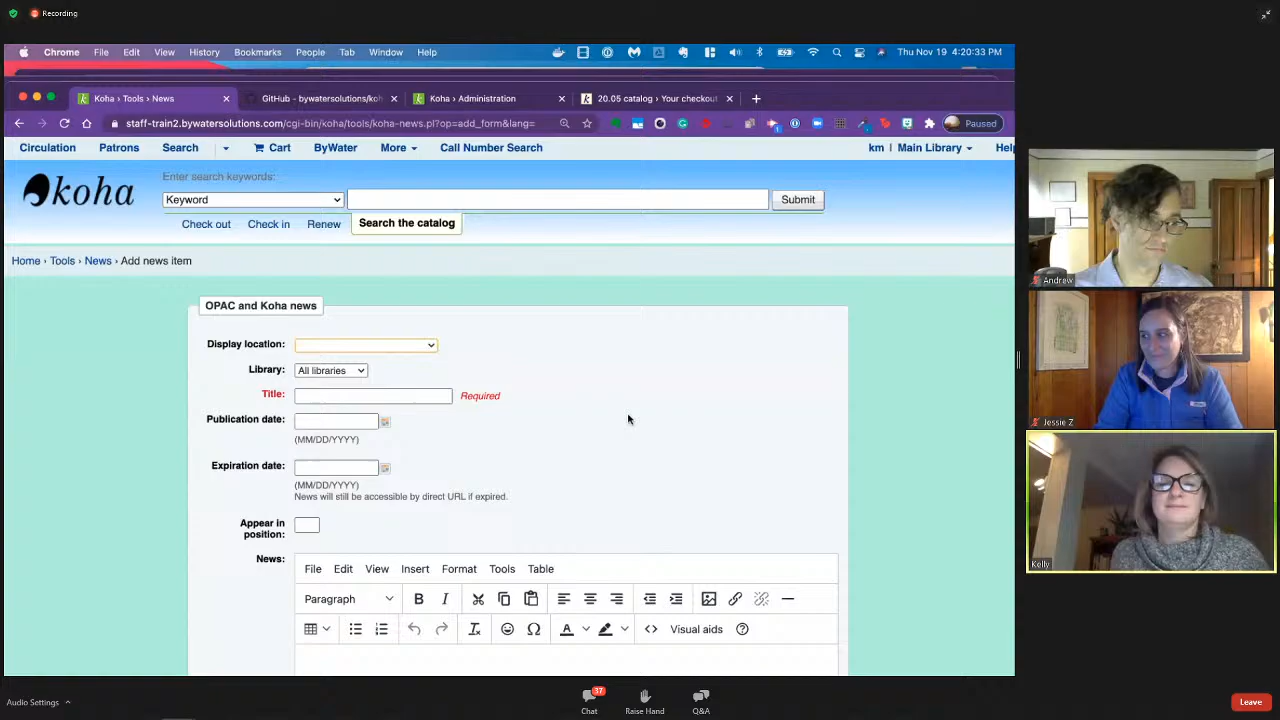 Recording
Chrome File Edit View History Bookmarks People Tab Window Help Thu Nov 19 4:20:33 PM
Koha › Tools › News GitHub - bywatersolutions/koh Koha › Administration 20.05 catalog › Your checkout
staff-train2.bywatersolutions.com/cgi-bin/koha/tools/koha-news.pl?op=add_form&lang= Paused
Circulation Patrons Search Cart ByWater More Call Number Search km | Main Library Help
Enter search keywords:
koha Keyword Submit
Check out Check in Renew Search the catalog
Home › Tools › News › Add news item
OPAC and Koha news
Display location:
Library: All libraries
Title: Required
Publication date:
(MM/DD/YYYY)
Expiration date:
(MM/DD/YYYY)
News will still be accessible by direct URL if expired.
Appear in
position:
News: File Edit View Insert Format Tools Table
Paragraph B I
Visual aids
Andrew
Jessie Z
Kelly
Audio Settings Chat 37 Raise Hand Q&A Leave